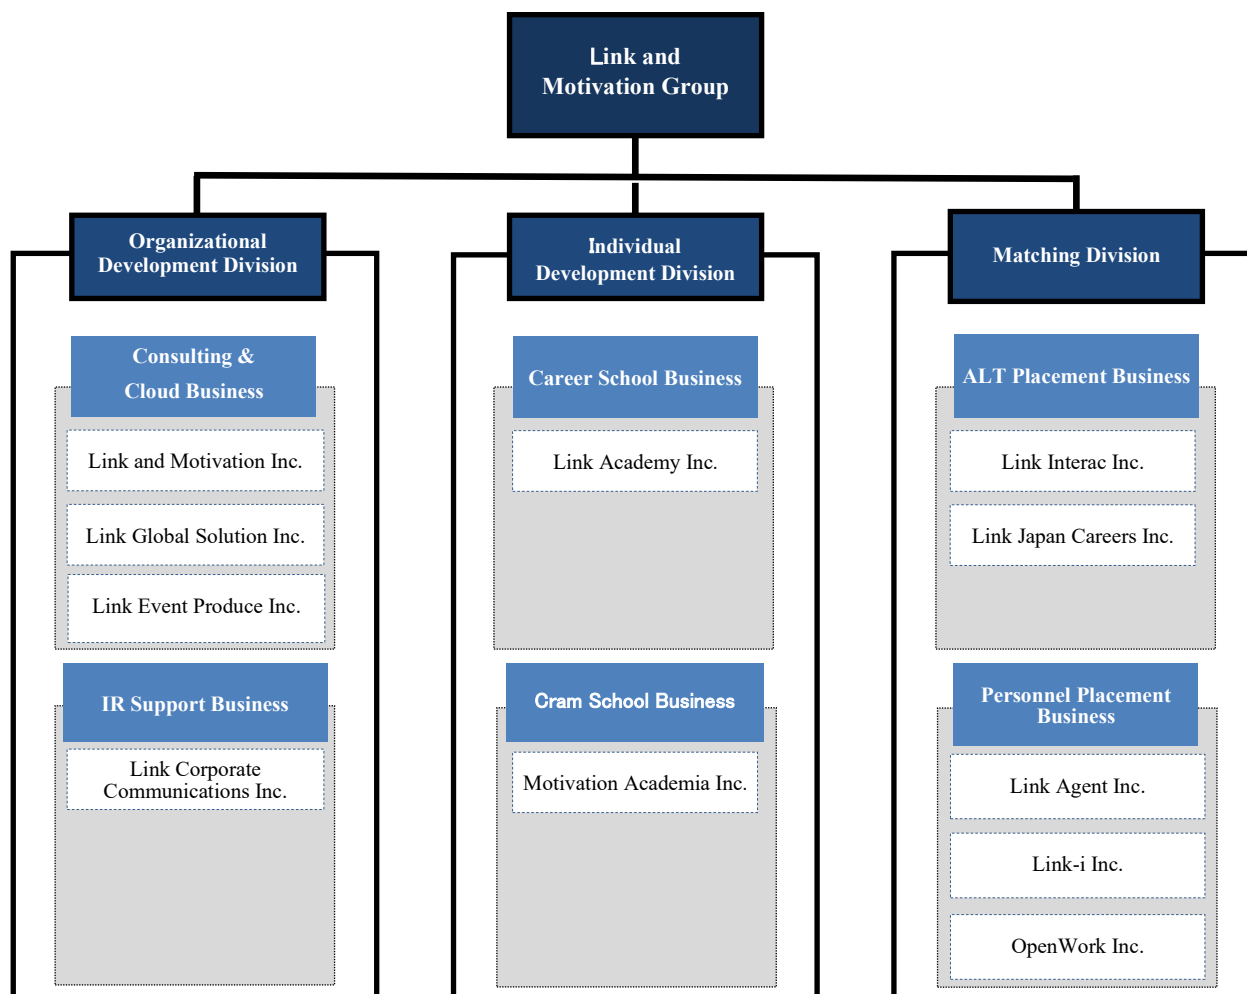 Link and
Motivation Group
Organizational
Development Division
Individual
Development Division
Matching Division
Consulting &
Cloud Business
Link and Motivation Inc.
Link Global Solution Inc.
Link Event Produce Inc.
IR Support Business
Link Corporate
Communications Inc.
Career School Business
Link Academy Inc.
Cram School Business
Motivation Academia Inc.
ALT Placement Business
Link Interac Inc.
Link Japan Careers Inc.
Personnel Placement
Business
Link Agent Inc.
Link-i Inc.
OpenWork Inc.